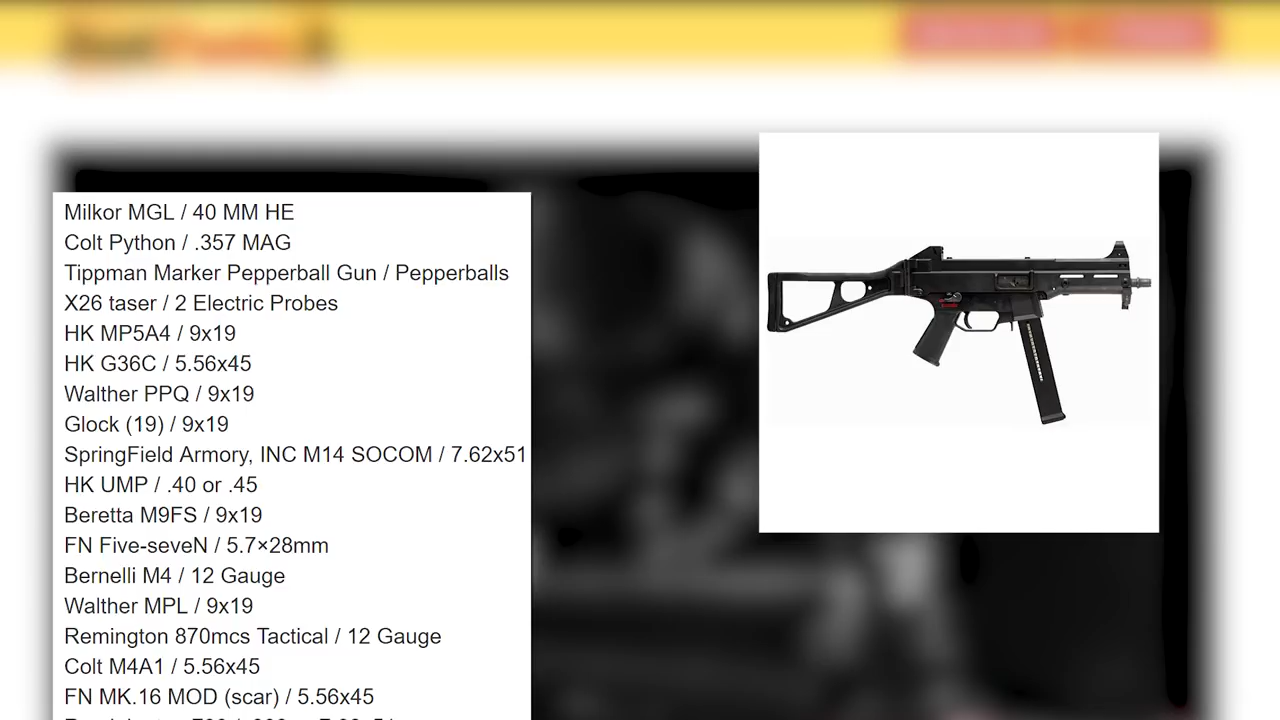 Milkor MGL / 40 MM HE
Colt Python / .357 MAG
Tippman Marker Pepperball Gun / Pepperballs
X26 taser / 2 Electric Probes
HK MP5A4 / 9x19
HK G36C / 5.56x45
Walther PPQ / 9x19
Glock (19) / 9x19
SpringField Armory, INC M14 SOCOM / 7.62x51
HK UMP / .40 or .45
Beretta M9FS / 9x19
FN Five-seveN / 5.7×28mm
Bernelli M4 / 12 Gauge
Walther MPL / 9x19
Remington 870mcs Tactical / 12 Gauge
Colt M4A1 / 5.56x45
FN MK.16 MOD (scar) / 5.56x45